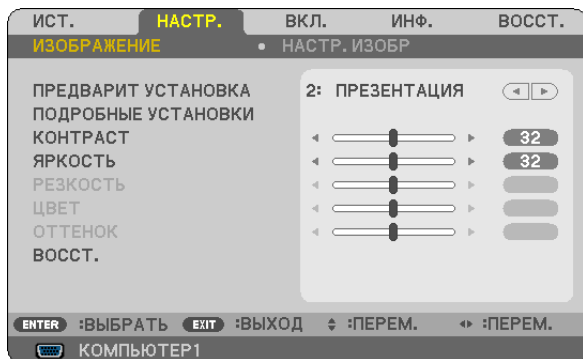 ИСТ. НАСТР. ВКЛ. ИНФ. ВОССТ.
ИЗОБРАЖЕНИЕ • НАСТР. ИЗОБР
ПРЕДВАРИТ УСТАНОВКА 2: ПРЕЗЕНТАЦИЯ
ПОДРОБНЫЕ УСТАНОВКИ
КОНТРАСТ 32
ЯРКОСТЬ 32
РЕЗКОСТЬ
ЦВЕТ
ОТТЕНОК
ВОССТ.
ENTER :ВЫБРАТЬ EXIT :ВЫХОД :ПЕРЕМ. :ПЕРЕМ.
КОМПЬЮТЕР1